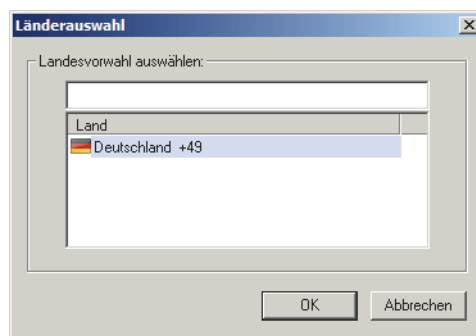 Länderauswahl
Landesvorwahl auswählen:
Land
Deutschland +49
OK
Abbrechen